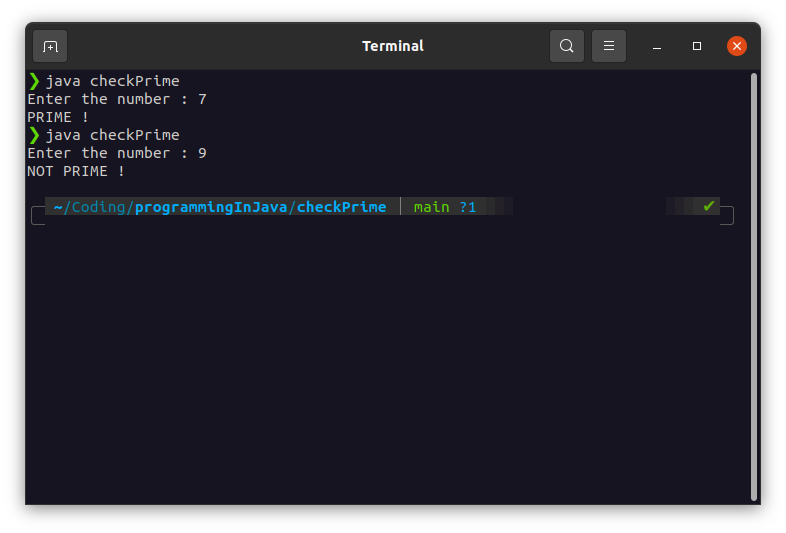 Terminal
❯ java checkPrime
Enter the number : 7
PRIME !
❯ java checkPrime
Enter the number : 9
NOT PRIME !
~/Coding/programmingInJava/checkPrime | main ?1 ✔